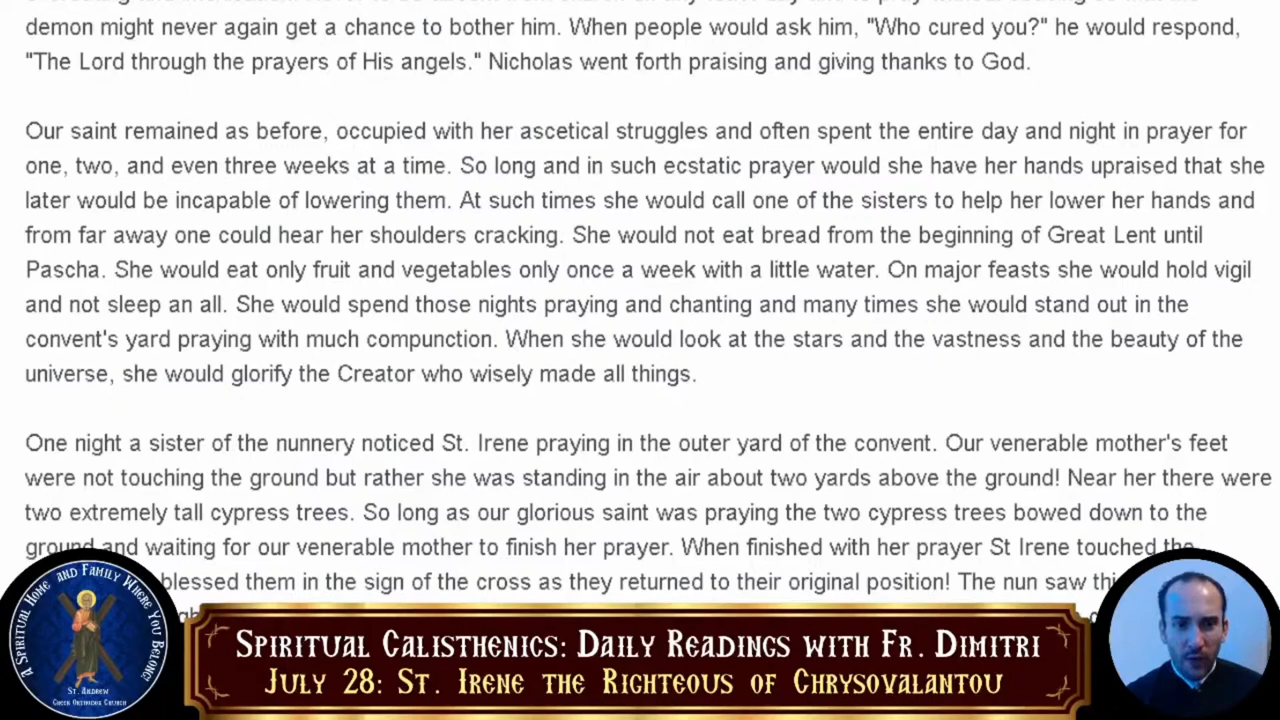 demon might never again get a chance to bother him. When people would ask him, "Who cured you?" he would respond,
"The Lord through the prayers of His angels." Nicholas went forth praising and giving thanks to God.
Our saint remained as before, occupied with her ascetical struggles and often spent the entire day and night in prayer for
one, two, and even three weeks at a time. So long and in such ecstatic prayer would she have her hands upraised that she
later would be incapable of lowering them. At such times she would call one of the sisters to help her lower her hands and
from far away one could hear her shoulders cracking. She would not eat bread from the beginning of Great Lent until
Pascha. She would eat only fruit and vegetables only once a week with a little water. On major feasts she would hold vigil
and not sleep an all. She would spend those nights praying and chanting and many times she would stand out in the
convent's yard praying with much compunction. When she would look at the stars and the vastness and the beauty of the
universe, she would glorify the Creator who wisely made all things.
One night a sister of the nunnery noticed St. Irene praying in the outer yard of the convent. Our venerable mother's feet
were not touching the ground but rather she was standing in the air about two yards above the ground! Near her there were
two extremely tall cypress trees. So long as our glorious saint was praying the two cypress trees bowed down to the
ground and waiting for our venerable mother to finish her prayer. When finished with her prayer St Irene touched the
blessed them in the sign of the cross as they returned to their original position! The nun saw
A Spiritual Home and Family Where You Belong!
St. Andrew
Greek Orthodox Church
Spiritual Calisthenics: Daily Readings with Fr. Dimitri
July 28: St. Irene the Righteous of Chrysovalantou